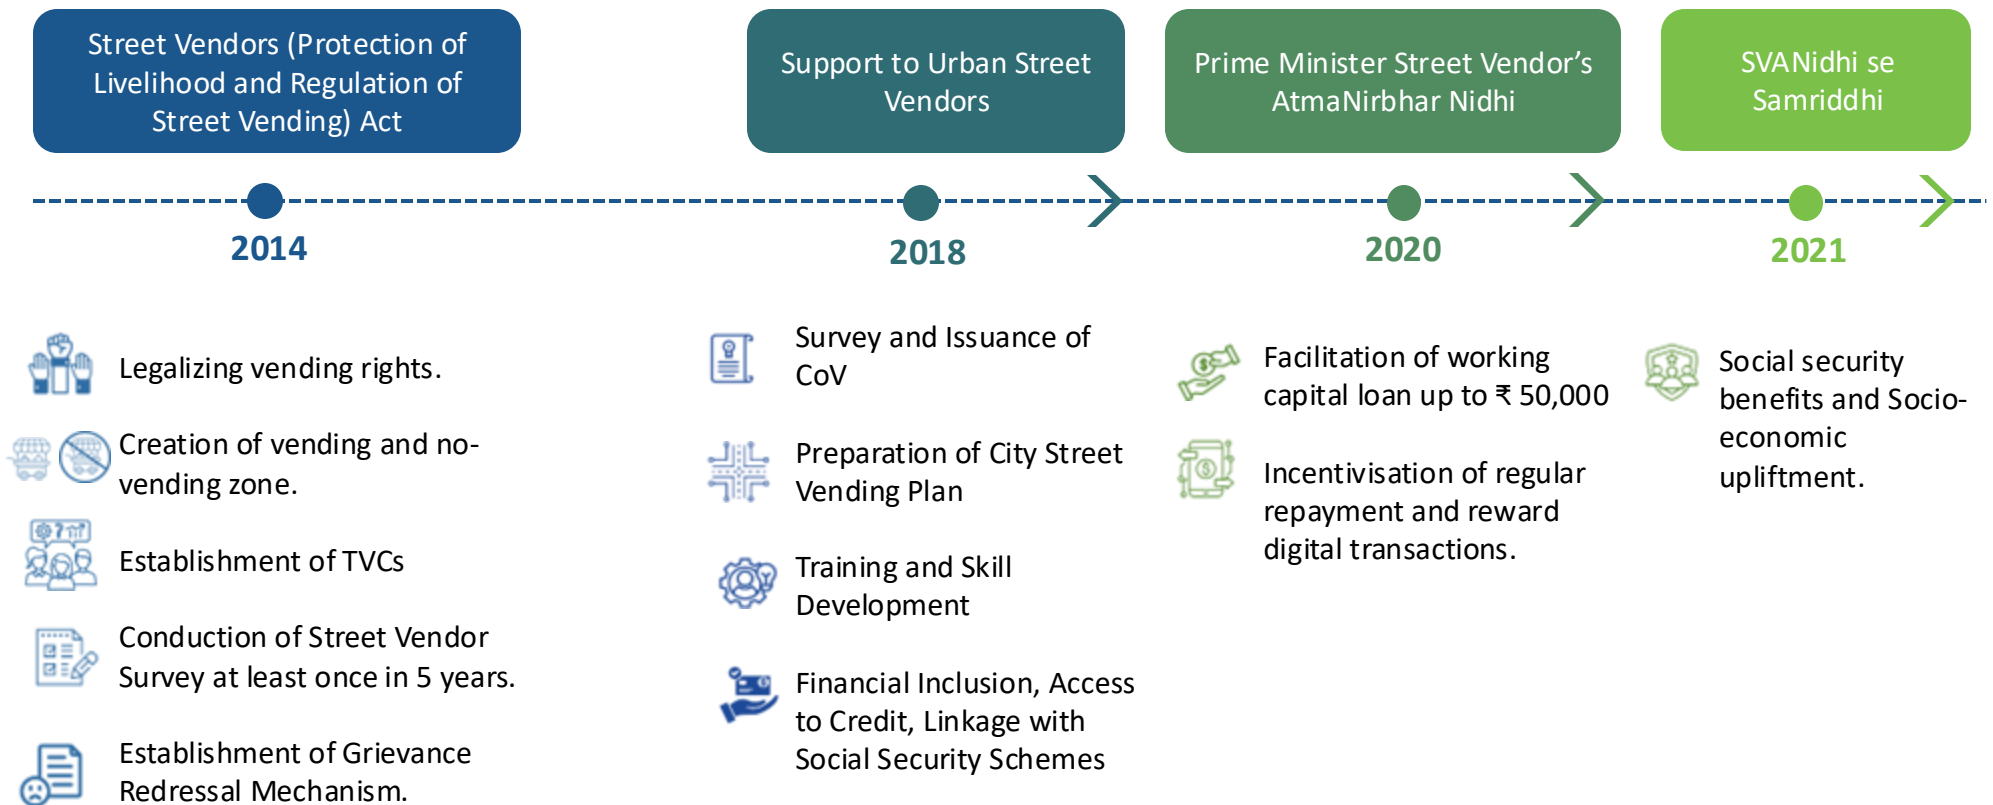 Street Vendors (Protection of
Livelihood and Regulation of
Street Vending) Act
Support to Urban Street
Vendors
Prime Minister Street Vendor's
AtmaNirbhar Nidhi
SVANidhi se
Samriddhi
2014
2018
2020
2021
Legalizing vending rights.
Creation of vending and no-
vending zone.
Establishment of TVCs
Conduction of Street Vendor
Survey at least once in 5 years.
Establishment of Grievance
Redressal Mechanism.
Survey and Issuance of
CoV
Preparation of City Street
Vending Plan
Training and Skill
Development
Financial Inclusion, Access
to Credit, Linkage with
Social Security Schemes
Facilitation of working
capital loan up to ₹ 50,000
Incentivisation of regular
repayment and reward
digital transactions.
Social security
benefits and Socio-
economic
upliftment.